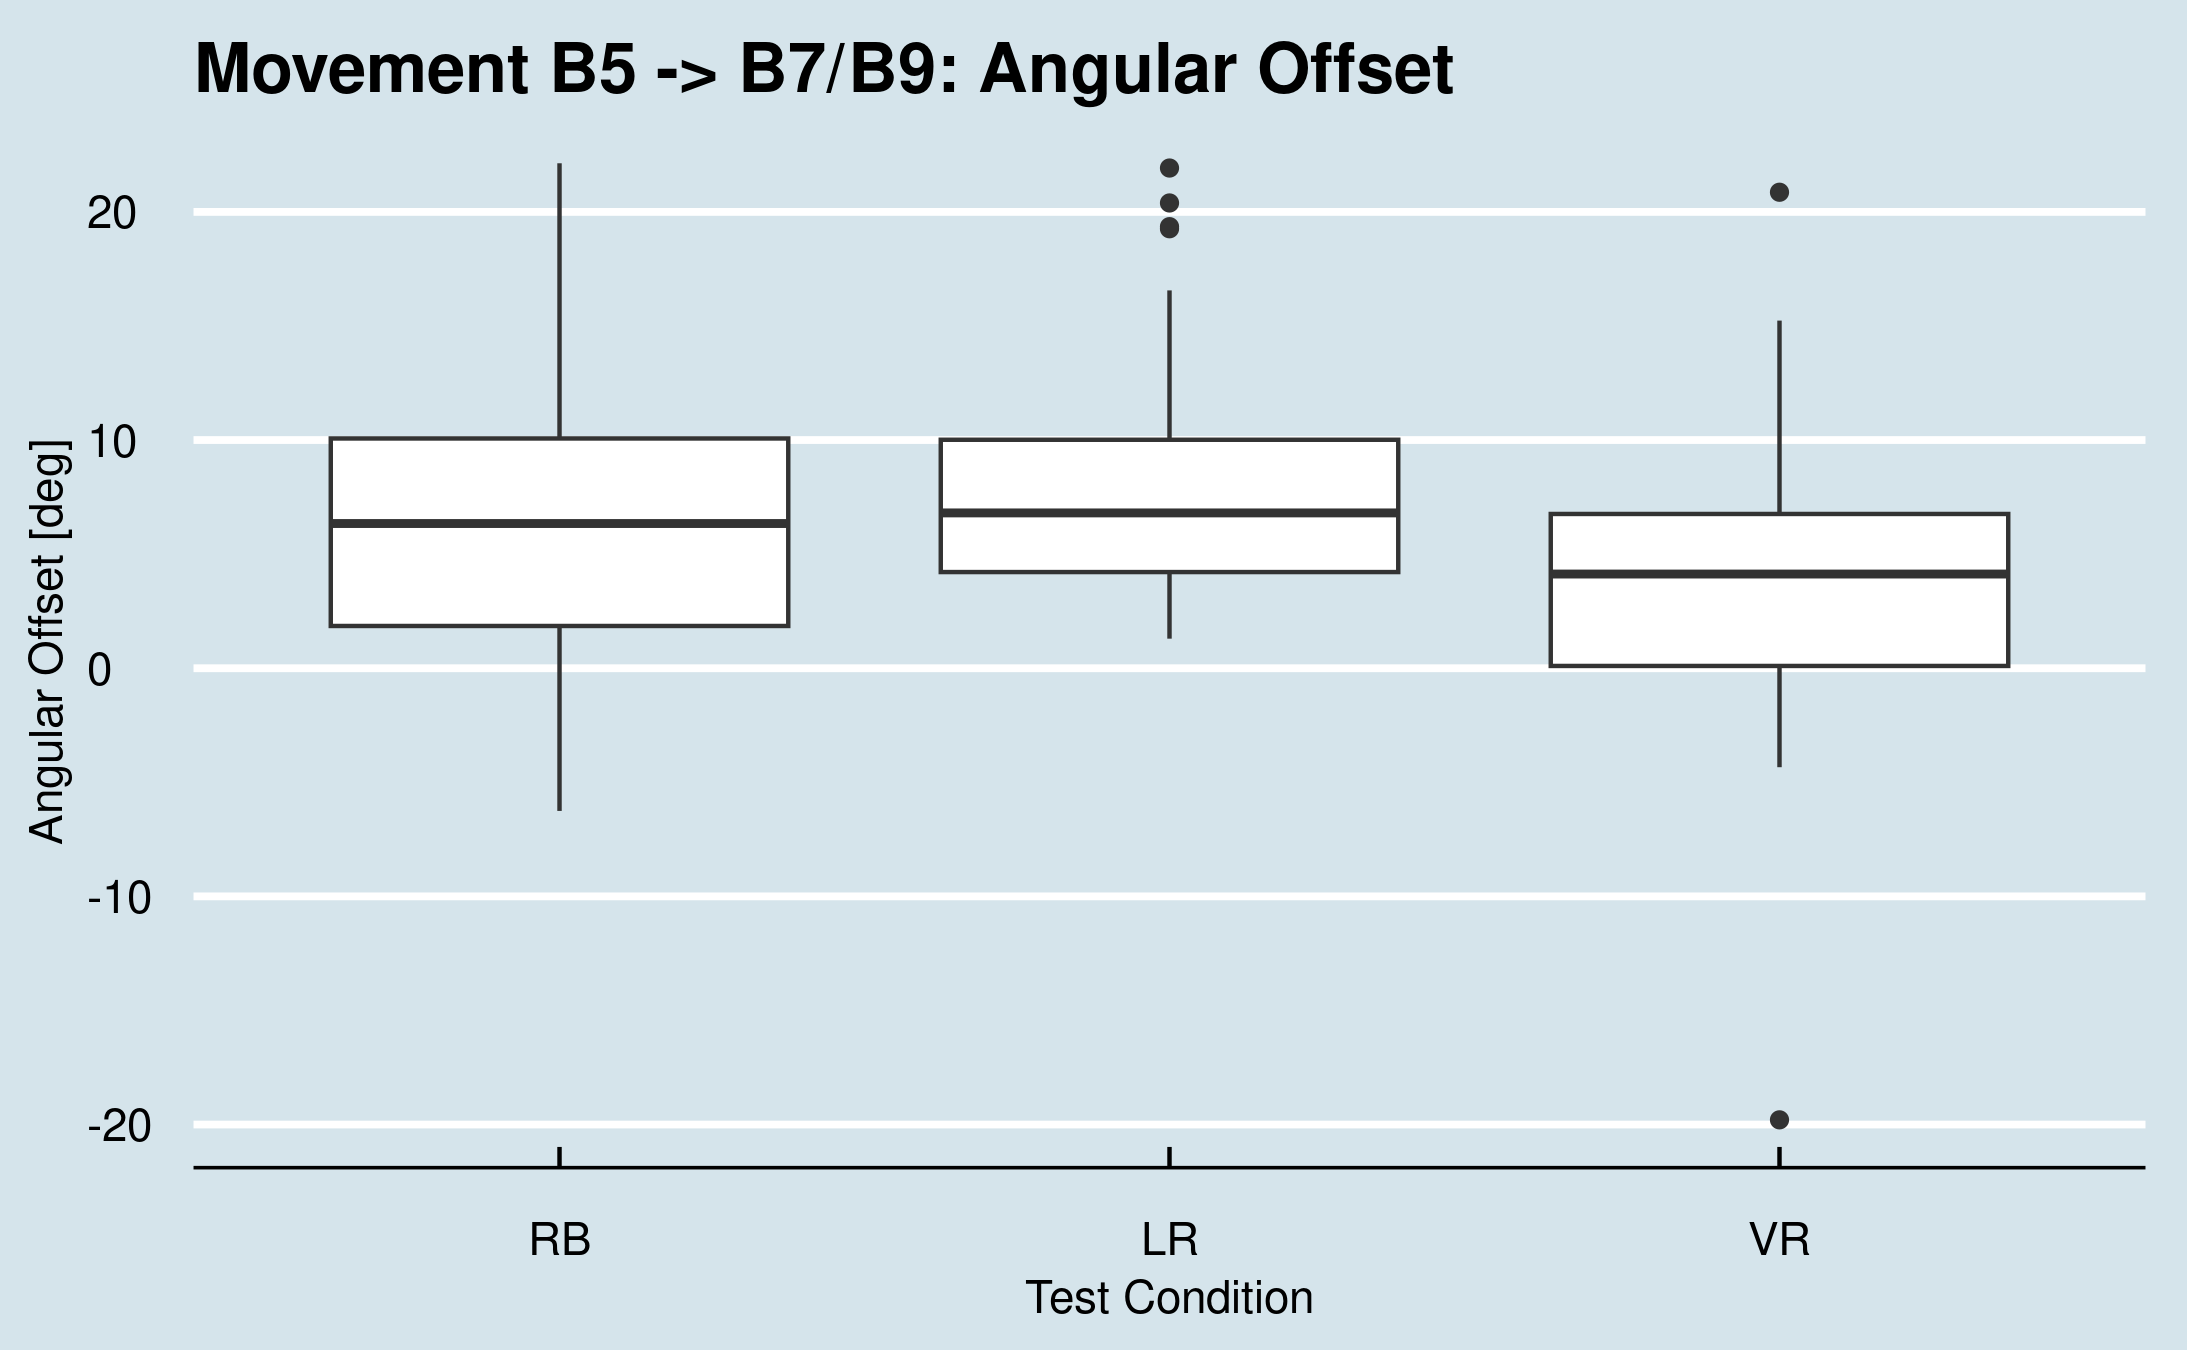 Movement B5 -> B7/B9: Angular Offset
Angular Offset [deg]
20
10
0
-10
-20
RB
LR
VR
Test Condition